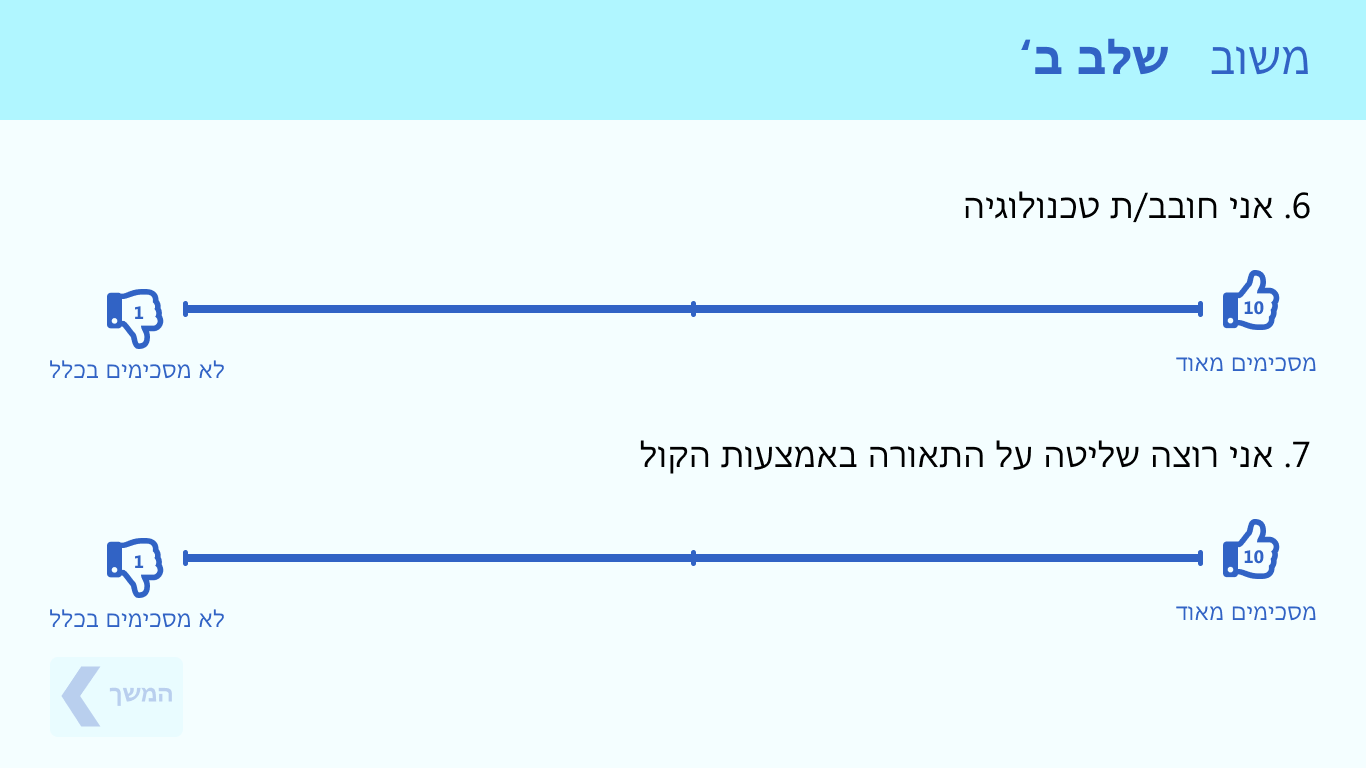 משוב שלב ב‘
6. אני חובב/ת טכנולוגיה
10
1
מסכימים מאוד
לא מסכימים בכלל
7. אני רוצה שליטה על התאורה באמצעות הקול
10
1
מסכימים מאוד
לא מסכימים בכלל
המשך